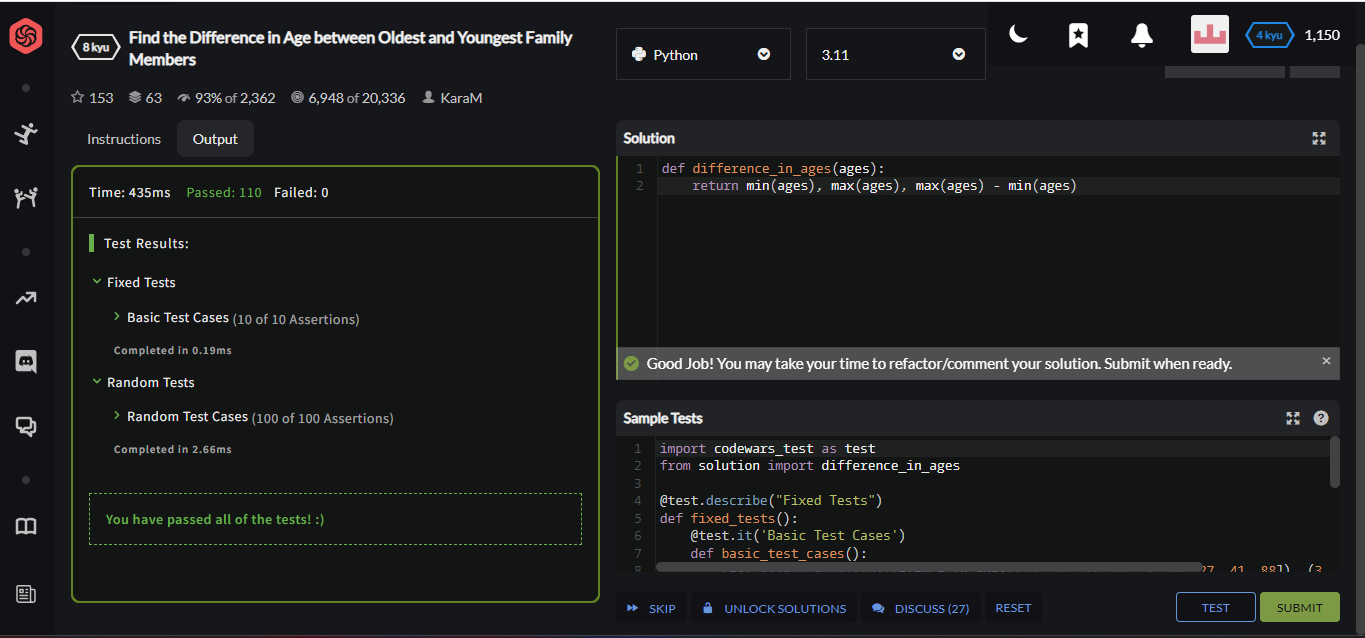 8 kyu
Find the Difference in Age between Oldest and Youngest Family
Members
153 63 93% of 2,362 6,948 of 20,336 KaraM
Python
3.11
4 kyu
1,150
Instructions
Output
Time: 435ms Passed: 110 Failed: 0
Test Results:
Fixed Tests
Basic Test Cases (10 of 10 Assertions)
Completed in 0.19ms
Random Tests
Random Test Cases (100 of 100 Assertions)
Completed in 2.66ms
You have passed all of the tests! :)
Solution
1 def difference_in_ages(ages):
2 return min(ages), max(ages), max(ages) - min(ages)
Good Job! You may take your time to refactor/comment your solution. Submit when ready.
Sample Tests
1 import codewars_test as test
2 from solution import difference_in_ages
3
4 @test.describe("Fixed Tests")
5 def fixed_tests():
6 @test.it('Basic Test Cases')
7 def basic_test_cases():
8
SKIP
UNLOCK SOLUTIONS
DISCUSS (27)
RESET
TEST
SUBMIT